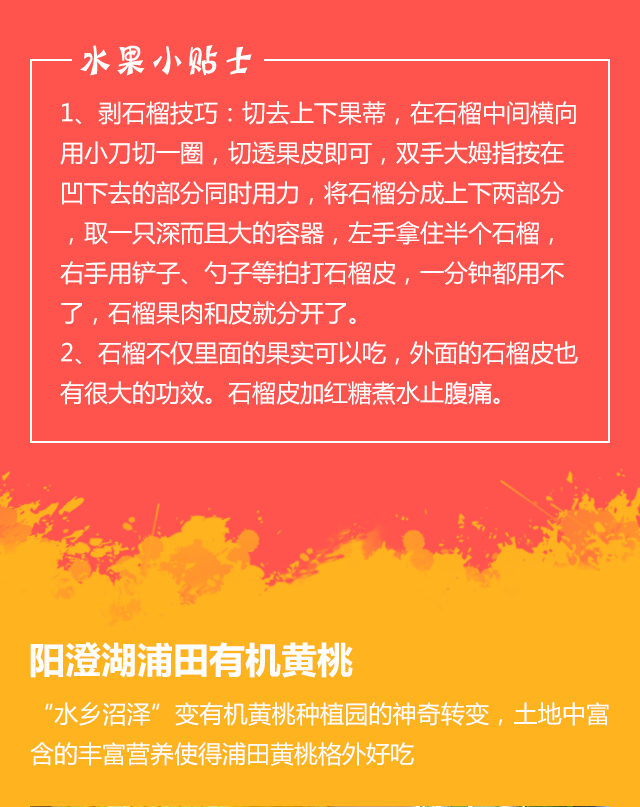 水果小贴士
1、剥石榴技巧：切去上下果蒂，在石榴中间横向
用小刀切一圈，切透果皮即可，双手大姆指按在
凹下去的部分同时用力，将石榴分成上下两部分
，取一只深而且大的容器，左手拿住半个石榴，
右手用铲子、勺子等拍打石榴皮，一分钟都用不
了，石榴果肉和皮就分开了。
2、石榴不仅里面的果实可以吃，外面的石榴皮也
有很大的功效。石榴皮加红糖煮水止腹痛。
阳澄湖浦田有机黄桃
“水乡沼泽”变有机黄桃种植园的神奇转变，土地中富
含的丰富营养使得浦田黄桃格外好吃